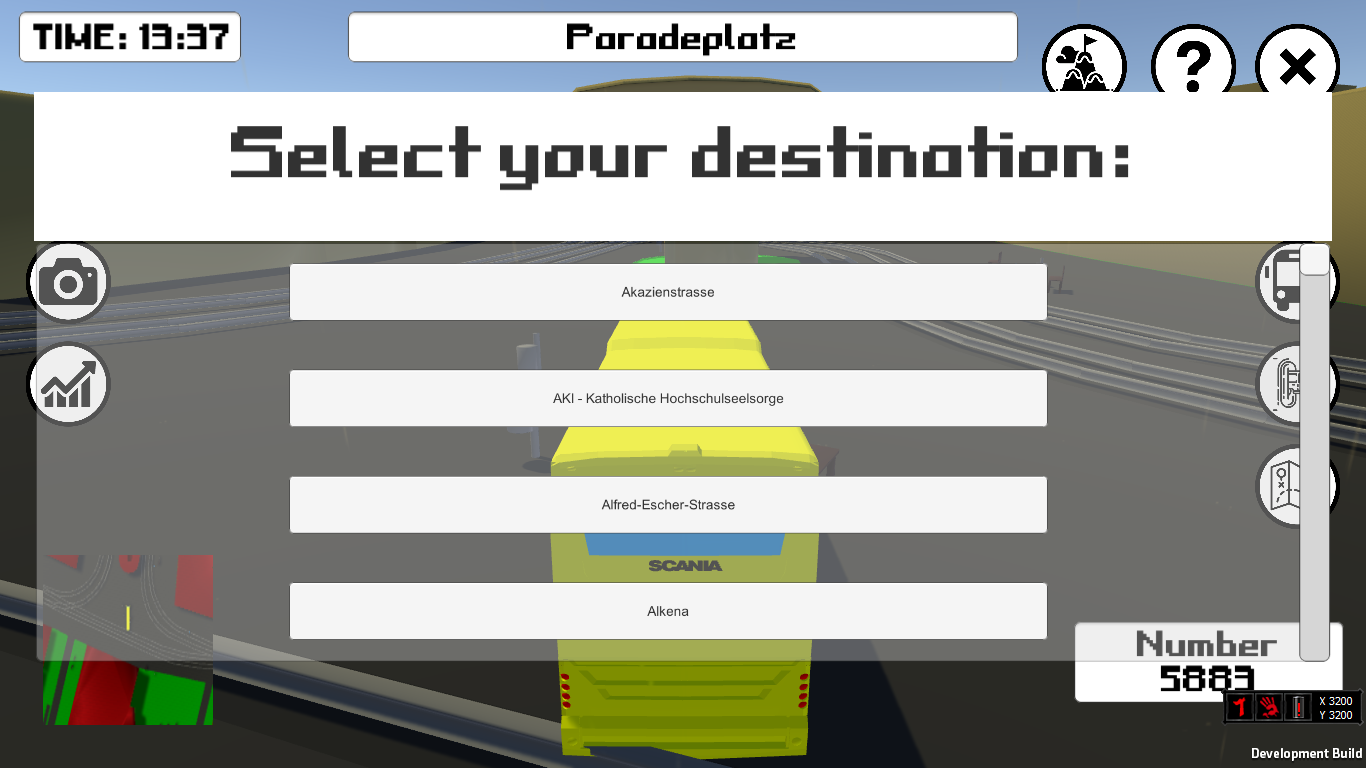 TIME: 13:37
Paradeplatz
Select your destination:
Akazienstrasse
AKI - Katholische Hochschulseelsorge
Alfred-Escher-Strasse
SCANIA
Alkena
Number
5883
X 3200
Y 3200
Development Build